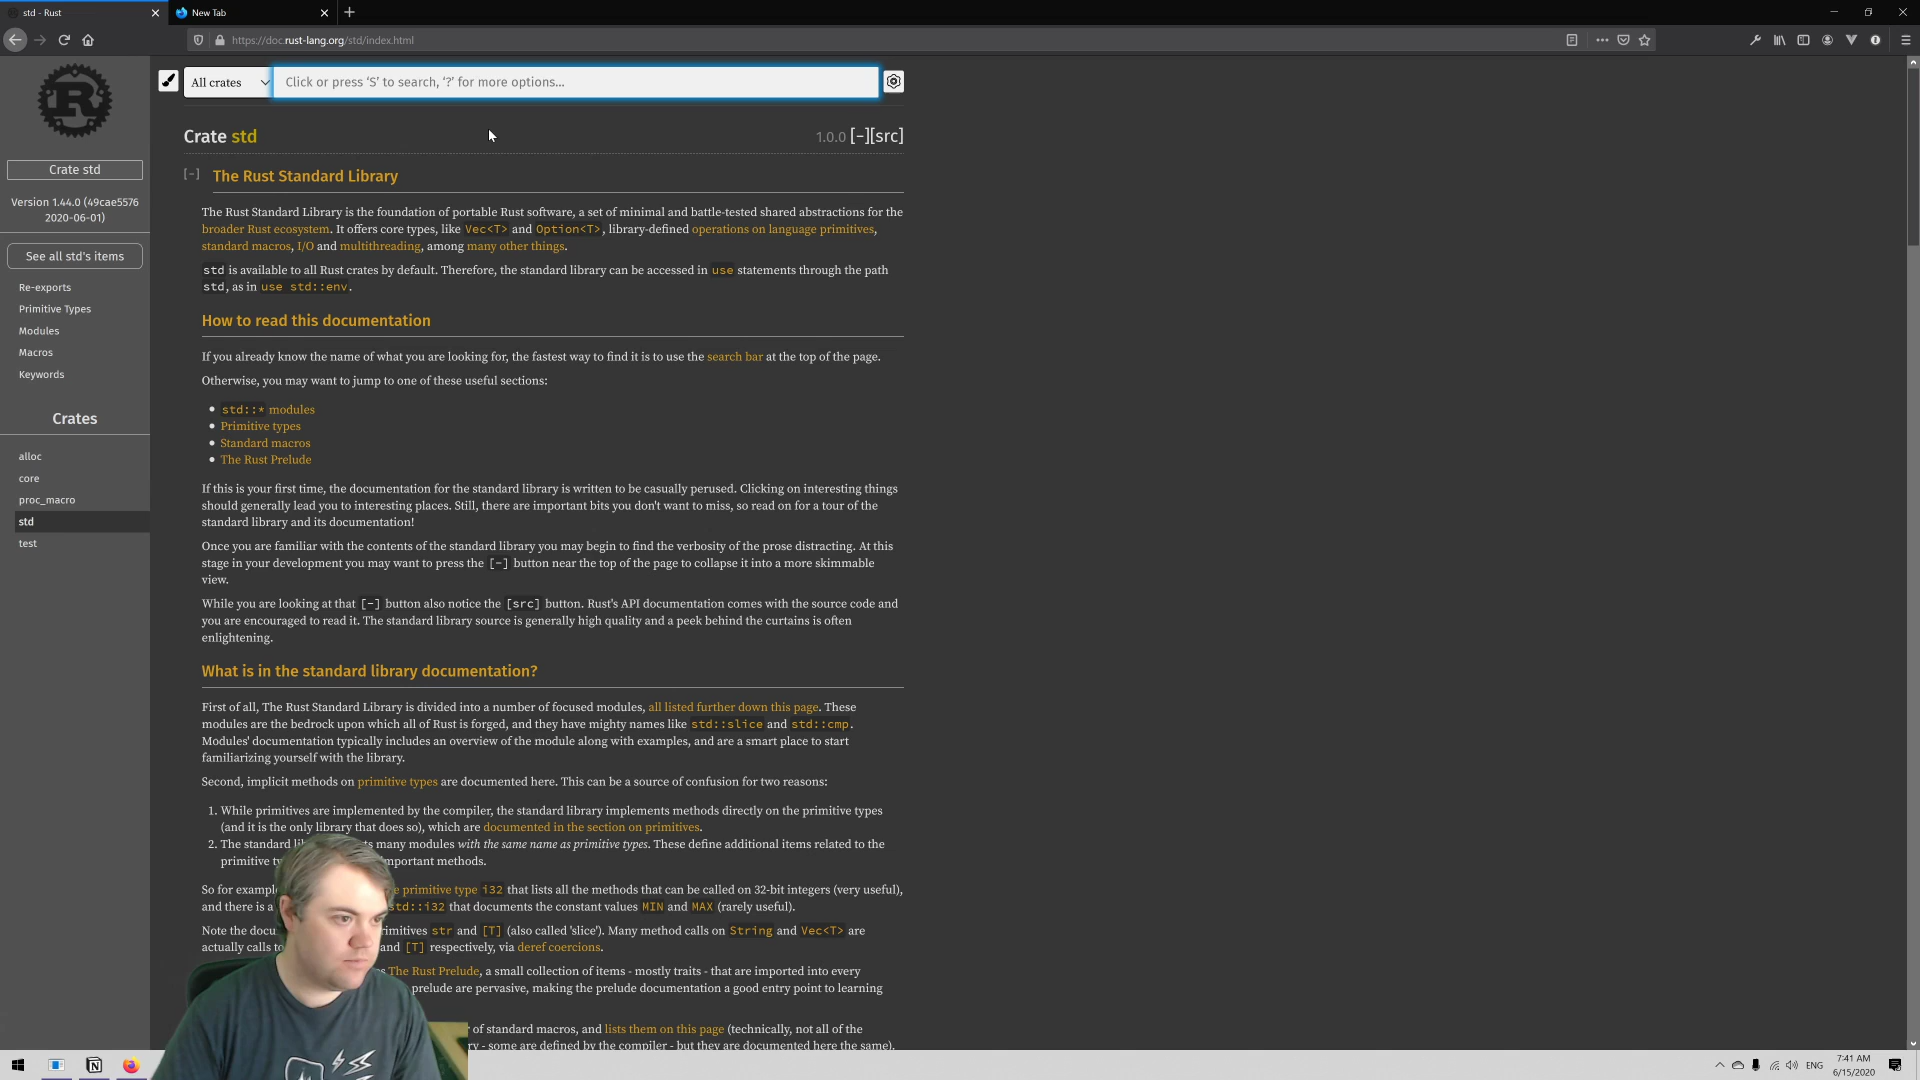 std - Rust
New Tab
https://doc.rust-lang.org/std/index.html
All crates
Click or press ‘S’ to search, ‘?’ for more options…
Crate std
1.0.0 [-][src]
Crate std
Version 1.44.0 (49cae5576
2020-06-01)
See all std's items
Re-exports
Primitive Types
Modules
Macros
Keywords
Crates
alloc
core
proc_macro
std
test
[-] The Rust Standard Library
The Rust Standard Library is the foundation of portable Rust software, a set of minimal and battle-tested shared abstractions for the
broader Rust ecosystem. It offers core types, like Vec<T> and Option<T>, library-defined operations on language primitives,
standard macros, I/O and multithreading, among many other things.
std is available to all Rust crates by default. Therefore, the standard library can be accessed in use statements through the path
std, as in use std::env.
How to read this documentation
If you already know the name of what you are looking for, the fastest way to find it is to use the search bar at the top of the page.
Otherwise, you may want to jump to one of these useful sections:
• std::* modules
• Primitive types
• Standard macros
• The Rust Prelude
If this is your first time, the documentation for the standard library is written to be casually perused. Clicking on interesting things
should generally lead you to interesting places. Still, there are important bits you don't want to miss, so read on for a tour of the
standard library and its documentation!
Once you are familiar with the contents of the standard library you may begin to find the verbosity of the prose distracting. At this
stage in your development you may want to press the [-] button near the top of the page to collapse it into a more skimmable
view.
While you are looking at that [-] button also notice the [src] button. Rust's API documentation comes with the source code and
you are encouraged to read it. The standard library source is generally high quality and a peek behind the curtains is often
enlightening.
What is in the standard library documentation?
First of all, The Rust Standard Library is divided into a number of focused modules, all listed further down this page. These
modules are the bedrock upon which all of Rust is forged, and they have mighty names like std::slice and std::cmp.
Modules' documentation typically includes an overview of the module along with examples, and are a smart place to start
familiarizing yourself with the library.
Second, implicit methods on primitive types are documented here. This can be a source of confusion for two reasons:
1. While primitives are implemented by the compiler, the standard library implements methods directly on the primitive types
(and it is the only library that does so), which are documented in the section on primitives.
2. The standard many modules with the same name as primitive types. These define additional items related to the
primitive important methods.
So for primitive type i32 that lists all the methods that can be called on 32-bit integers (very useful),
and there is a std::i32 that documents the constant values MIN and MAX (rarely useful).
Note the str and [T] (also called 'slice'). Many method calls on String and Vec<T> are
actually calls and [T] respectively, via deref coercions.
The Rust Prelude, a small collection of items - mostly traits - that are imported into every
prelude are pervasive, making the prelude documentation a good entry point to learning
of standard macros, and lists them on this page (technically, not all of the
- some are defined by the compiler - but they are documented here the same).
ENG
7:41 AM
6/15/2020